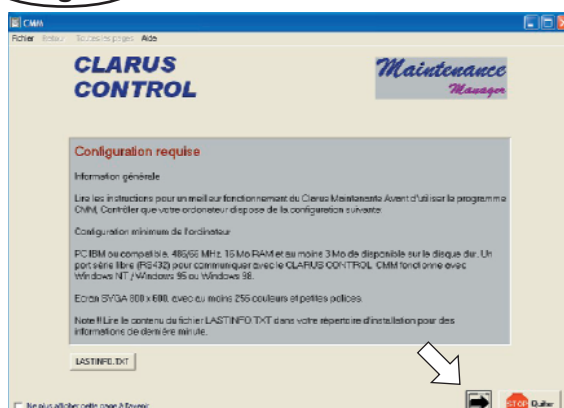 CMM
Fichier Retour Toutes les pages Aide
CLARUS
CONTROL
Maintenance
Manager
Configuration requise
Information générale
Lire les instructions pour un meilleur fonctionnement du Clarus Maintenante Avant d'utiliser le programme
CMM, Contrôler que votre ordonateur dispose de la configuration suivante:
Configuration minimum de l'ordinateur
PC IBM ou compatible. 486/66 MHz. 16 Mo RAM et au moins 3 Mo de disponible sur le disque dur. Un
port série libre (RS432) pour communiquer avec le CLARUS CONTROL. CMM fonctionne avec
Windows NT / Windows 95 ou Windows 98.
Ecran SVGA 800 x 600, avec au moins 256 couleurs et petites polices.
Note !! Lire le contenu du fichier LASTINFO.TXT dans votre répertoire d'installation pour des
informations de dernière minute.
LASTINFO.TXT
Ne plus afficher cette page à l'avenir
STOP Quitter